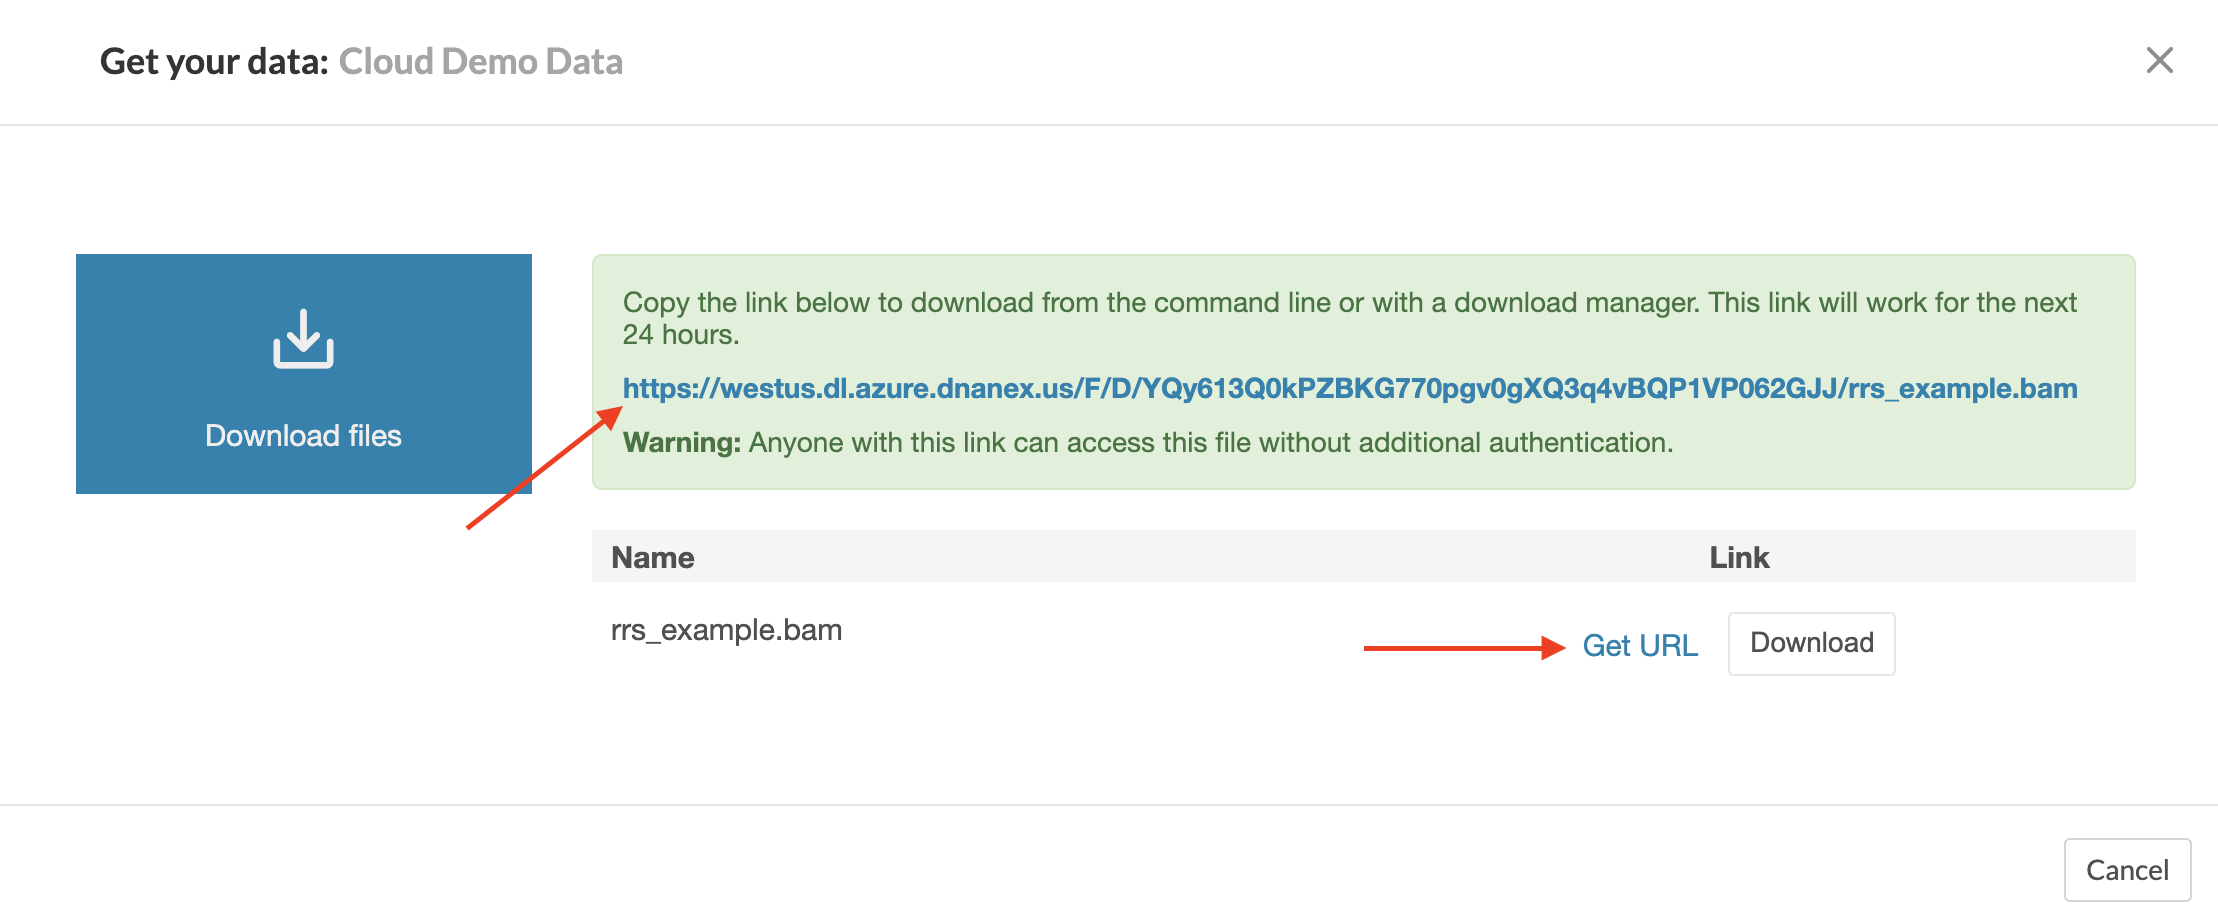 Get your data: Cloud Demo Data
Download files
Copy the link below to download from the command line or with a download manager. This link will work for the next
24 hours.
https://westus.dl.azure.dnanex.us/F/D/YQy613Q0kPZBKG770pgv0gXQ3q4vBQP1VP062GJJ/rrs_example.bam
Warning: Anyone with this link can access this file without additional authentication.
Name Link
rrs_example.bam Get URL Download
Cancel